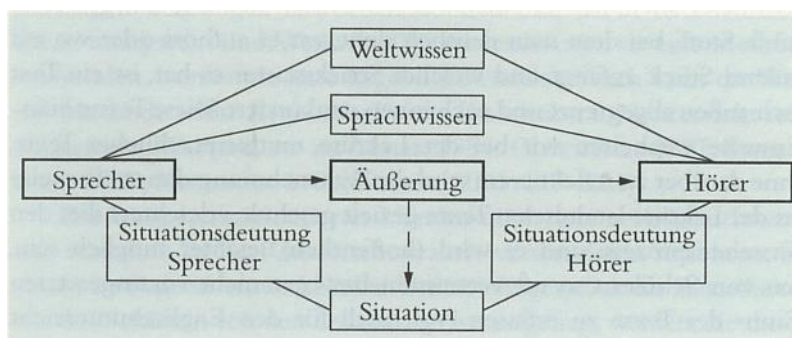 Weltwissen
Sprachwissen
Sprecher
Äußerung
Hörer
Situationsdeutung
Sprecher
Situationsdeutung
Hörer
Situation